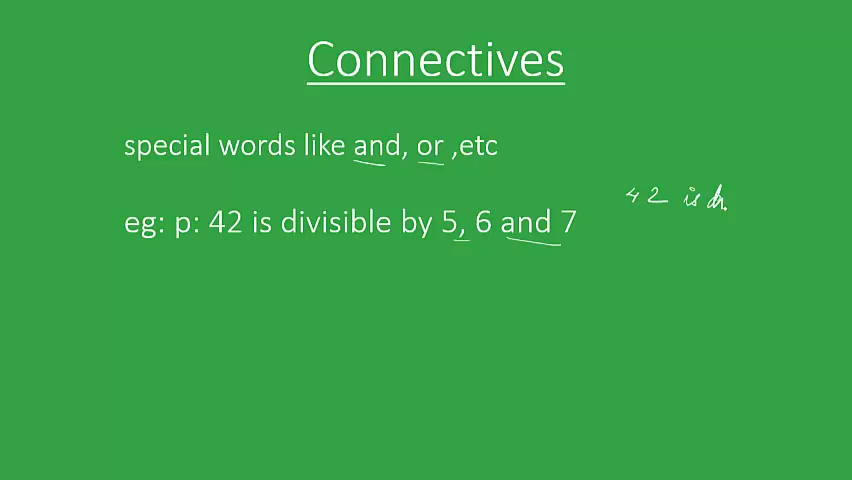 Connectives
special words like and, or ,etc
42 is
eg: p: 42 is divisible by 5, 6 and 7